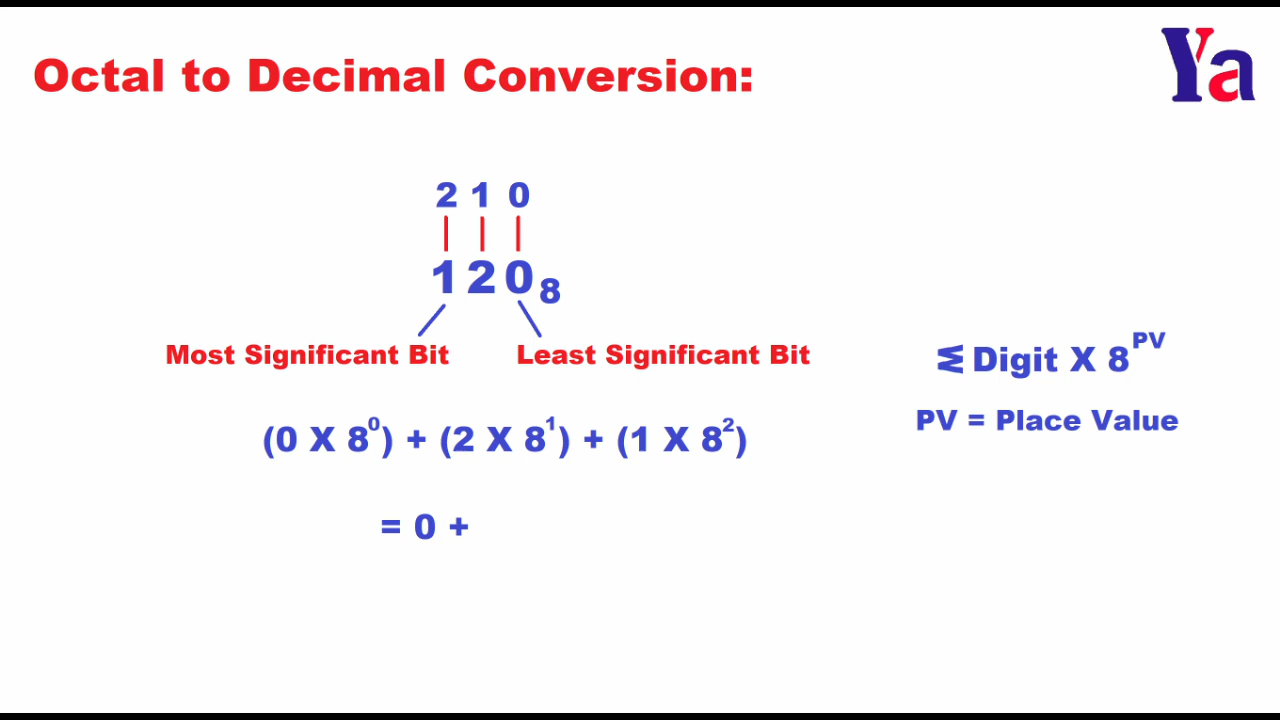 Ya
Octal to Decimal Conversion:
2 1 0
1 2 0 8
Most Significant Bit Least Significant Bit
Σ Digit X 8^PV
PV = Place Value
(0 X 8^0) + (2 X 8^1) + (1 X 8^2)
= 0 +